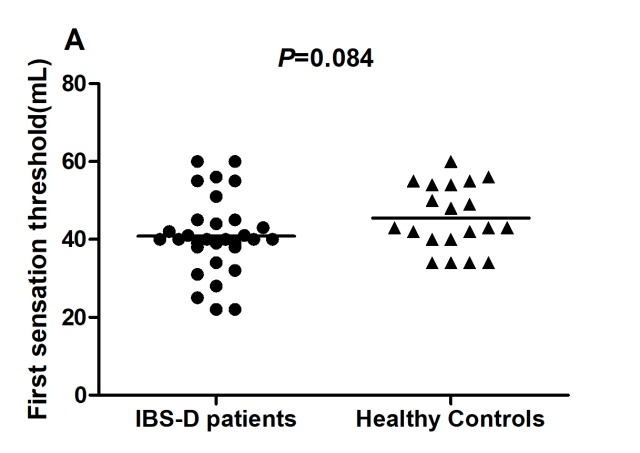 A
P=0.084
First sensation threshold(mL)
80
60
40
20
0
IBS-D patients
Healthy Controls